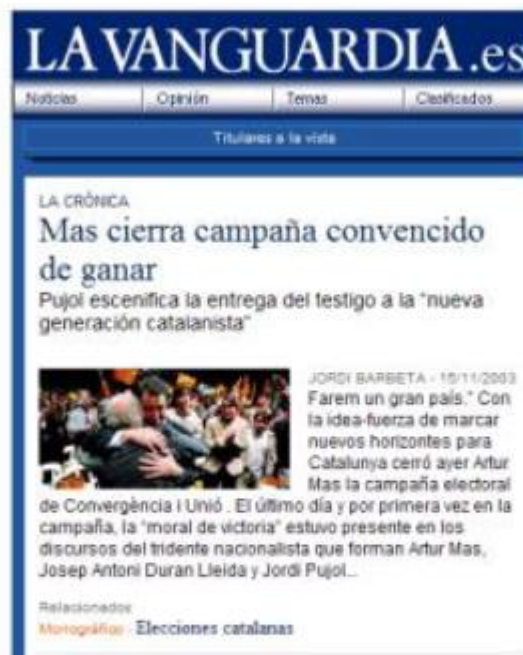 LA VANGUARDIA.es
Noticias Opinión Temas Clasificados
Titulares a la vista
LA CRÓNICA
Mas cierra campaña convencido
de ganar
Pujol escenifica la entrega del testigo a la "nueva
generación catalanista"
JORDI BARBETA - 15/11/2003
Farem un gran país." Con
la idea-fuerza de marcar
nuevos horizontes para
Catalunya cerró ayer Artur
Mas la campaña electoral
de Convergència i Unió . El último día y por primera vez en la
campaña, la "moral de victoria" estuvo presente en los
discursos del tridente nacionalista que forman Artur Mas,
Josep Antoni Duran Lleida y Jordi Pujol...
Relacionados
Monográfico - Elecciones catalanas